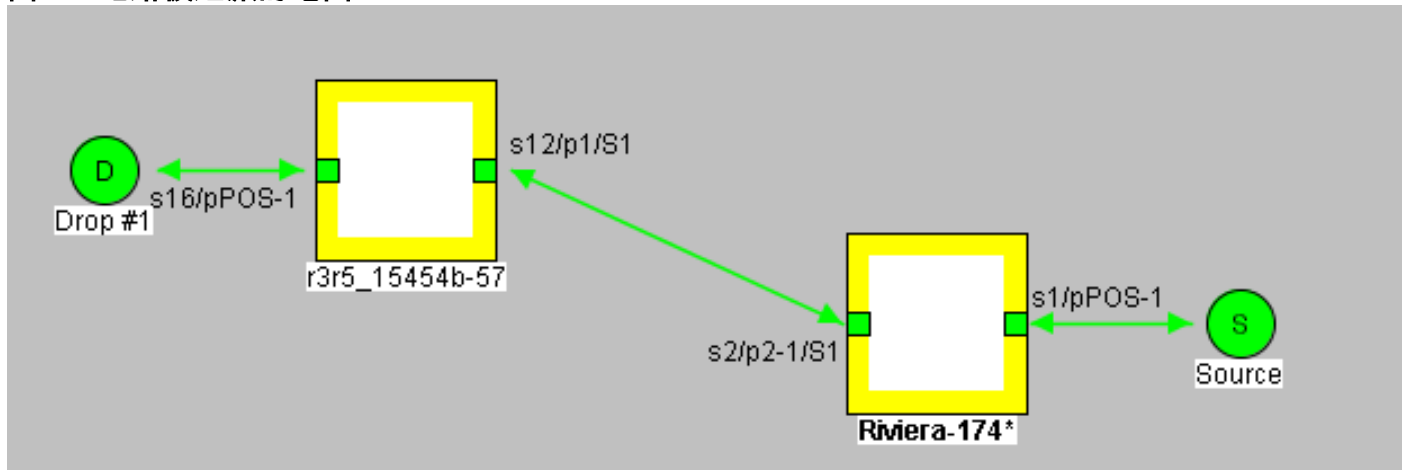 s12/p1/S1
D
s16/pPOS-1
Drop #1
r3r5_15454b-57
s1/pPOS-1
S
s2/p2-1/S1
Source
Riviera-174*